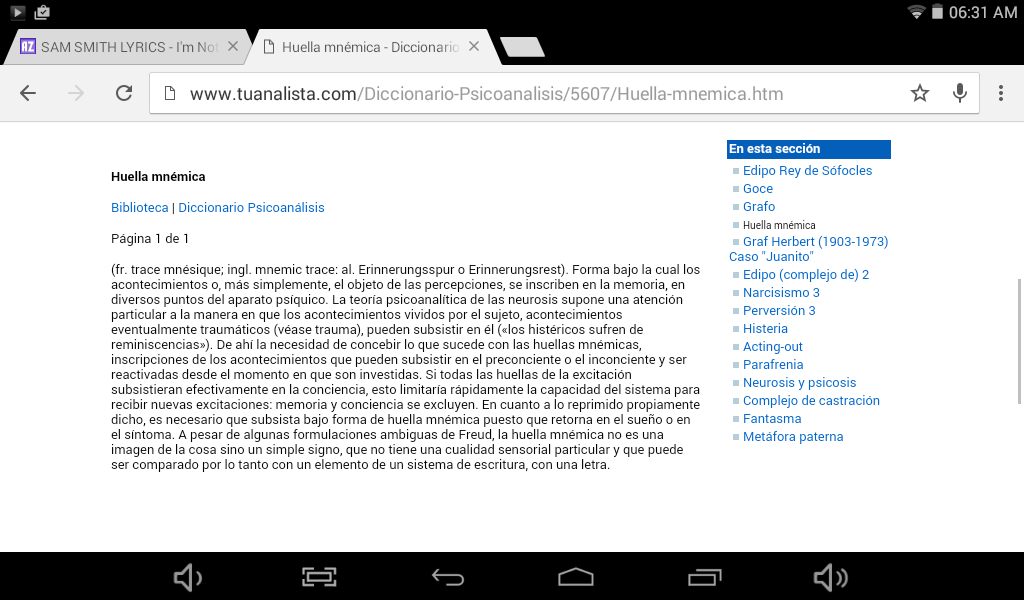 06:31 AM
SAM SMITH LYRICS - I'm Not
Huella mnémica - Diccionario
www.tuanalista.com/Diccionario-Psicoanalisis/5607/Huella-mnemica.htm
Huella mnémica
Biblioteca | Diccionario Psicoanálisis
Página 1 de 1
(fr. trace mnésique; ingl. mnemic trace: al. Erinnerungsspur o Erinnerungsrest). Forma bajo la cual los
acontecimientos o, más simplemente, el objeto de las percepciones, se inscriben en la memoria, en
diversos puntos del aparato psíquico. La teoría psicoanalítica de las neurosis supone una atención
particular a la manera en que los acontecimientos vividos por el sujeto, acontecimientos
eventualmente traumáticos (véase trauma), pueden subsistir en él («los histéricos sufren de
reminiscencias»). De ahí la necesidad de concebir lo que sucede con las huellas mnémicas,
inscripciones de los acontecimientos que pueden subsistir en el preconciente o el inconciente y ser
reactivadas desde el momento en que son investidas. Si todas las huellas de la excitación
subsistieran efectivamente en la conciencia, esto limitaría rápidamente la capacidad del sistema para
recibir nuevas excitaciones: memoria y conciencia se excluyen. En cuanto a lo reprimido propiamente
dicho, es necesario que subsista bajo forma de huella mnémica puesto que retorna en el sueño o en
el síntoma. A pesar de algunas formulaciones ambiguas de Freud, la huella mnémica no es una
imagen de la cosa sino un simple signo, que no tiene una cualidad sensorial particular y que puede
ser comparado por lo tanto con un elemento de un sistema de escritura, con una letra.
En esta sección
Edipo Rey de Sófocles
Goce
Grafo
Huella mnémica
Graf Herbert (1903-1973)
Caso "Juanito"
Edipo (complejo de) 2
Narcisismo 3
Perversión 3
Histeria
Acting-out
Parafrenia
Neurosis y psicosis
Complejo de castración
Fantasma
Metáfora paterna